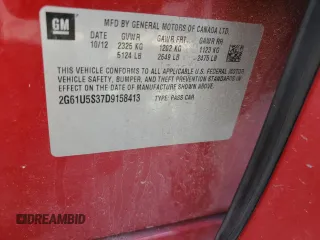 GM
MFD BY GENERAL MOTORS OF CANADA LTD.
10/12 GVWR GAWR FRT GAWR RR
2325 KG 1202 KG 1123 KG
5124 LB 2649 LB 2475 LB
THIS VEHICLE CONFORMS TO ALL APPLICABLE U.S. FEDERAL MOTOR
VEHICLE SAFETY, BUMPER, AND THEFT PREVENTION STANDARDS IN
EFFECT ON THE DATE OF MANUFACTURE SHOWN ABOVE.
2G61U5S37D9158413 TYPE: PASS CAR
DREAMBID